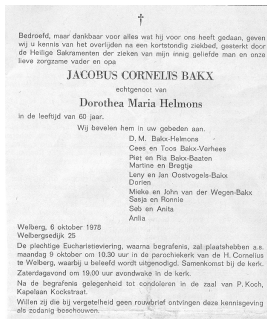 Bedroefd, maar dankbaar voor alles wat hij voor ons heeft gedaan, geven
wij u kennis van het overlijden na een kortstondig ziekbed, gesterkt door
de Heilige Sakramenten der zieken van mijn innig geliefde man en onze
lieve zorgzame vader en opa
JACOBUS CORNELIS BAKX
echtgenoot van
Dorothea Maria Helmons
in de leeftijd van 60 jaar.
Wij bevelen hem in uw gebeden aan.
D. M. Bakx-Helmons
Cees en Toos Bakx-Verhees
Piet en Ria Bakx-Baaten
Martine en Bregtje
Leny en Jan Oostvogels-Bakx
Dorien
Mieke en John van der Wegen-Bakx
Sasja en Ronnie
Seb en Anita
Anlia
Welberg, 6 oktober 1978
Welbergsedijk 25
De plechtige Eucharistieviering, waarna begrafenis, zal plaatshebben a.s.
maandag 9 oktober om 10.30 uur in de parochiekerk van de H. Cornelius
te Welberg, waarbij u beleefd wordt uitgenodigd. Samenkomst bij de kerk.
Zaterdagavond om 19.00 uur avondwake in de kerk.
Na de begrafenis gelegenheid tot condoleren in de zaal van P. Koch,
Kapelaan Kockstraat.
Willen zij die bij vergetelheid geen rouwbrief ontvingen deze kennisgeving
als zodanig beschouwen.